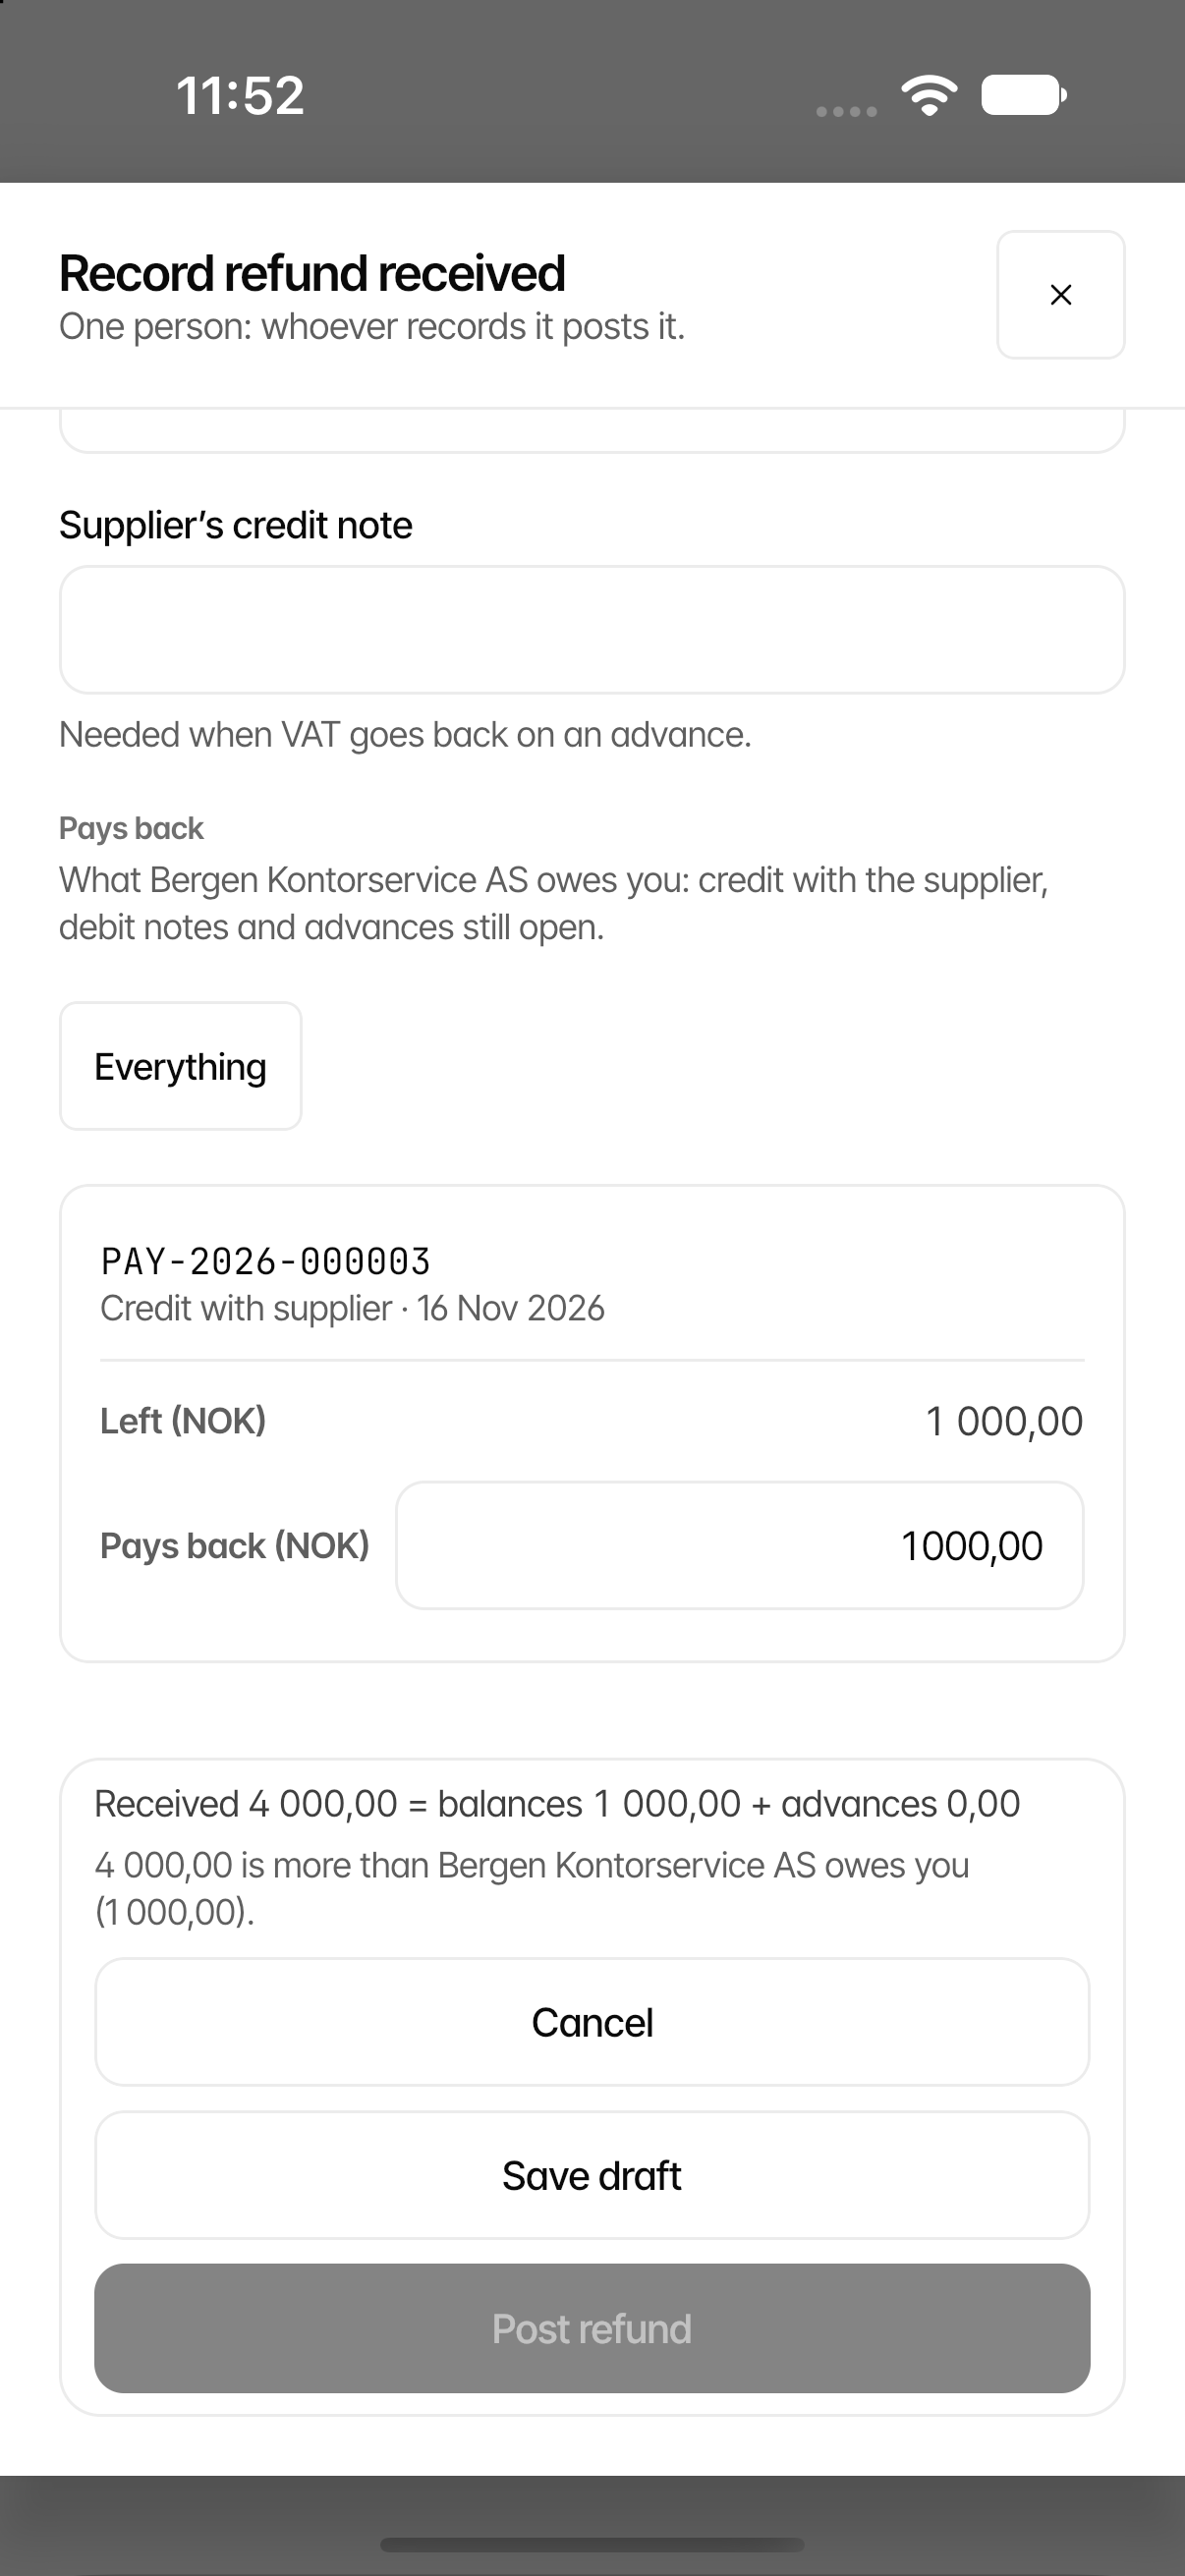 11:52
Record refund received
One person: whoever records it posts it.
Supplier’s credit note
Needed when VAT goes back on an advance.
Pays back
What Bergen Kontorservice AS owes you: credit with the supplier,
debit notes and advances still open.
Everything
PAY-2026-000003
Credit with supplier · 16 Nov 2026
Left (NOK) 1 000,00
Pays back (NOK) 1000,00
Received 4 000,00 = balances 1 000,00 + advances 0,00
4 000,00 is more than Bergen Kontorservice AS owes you
(1 000,00).
Cancel
Save draft
Post refund